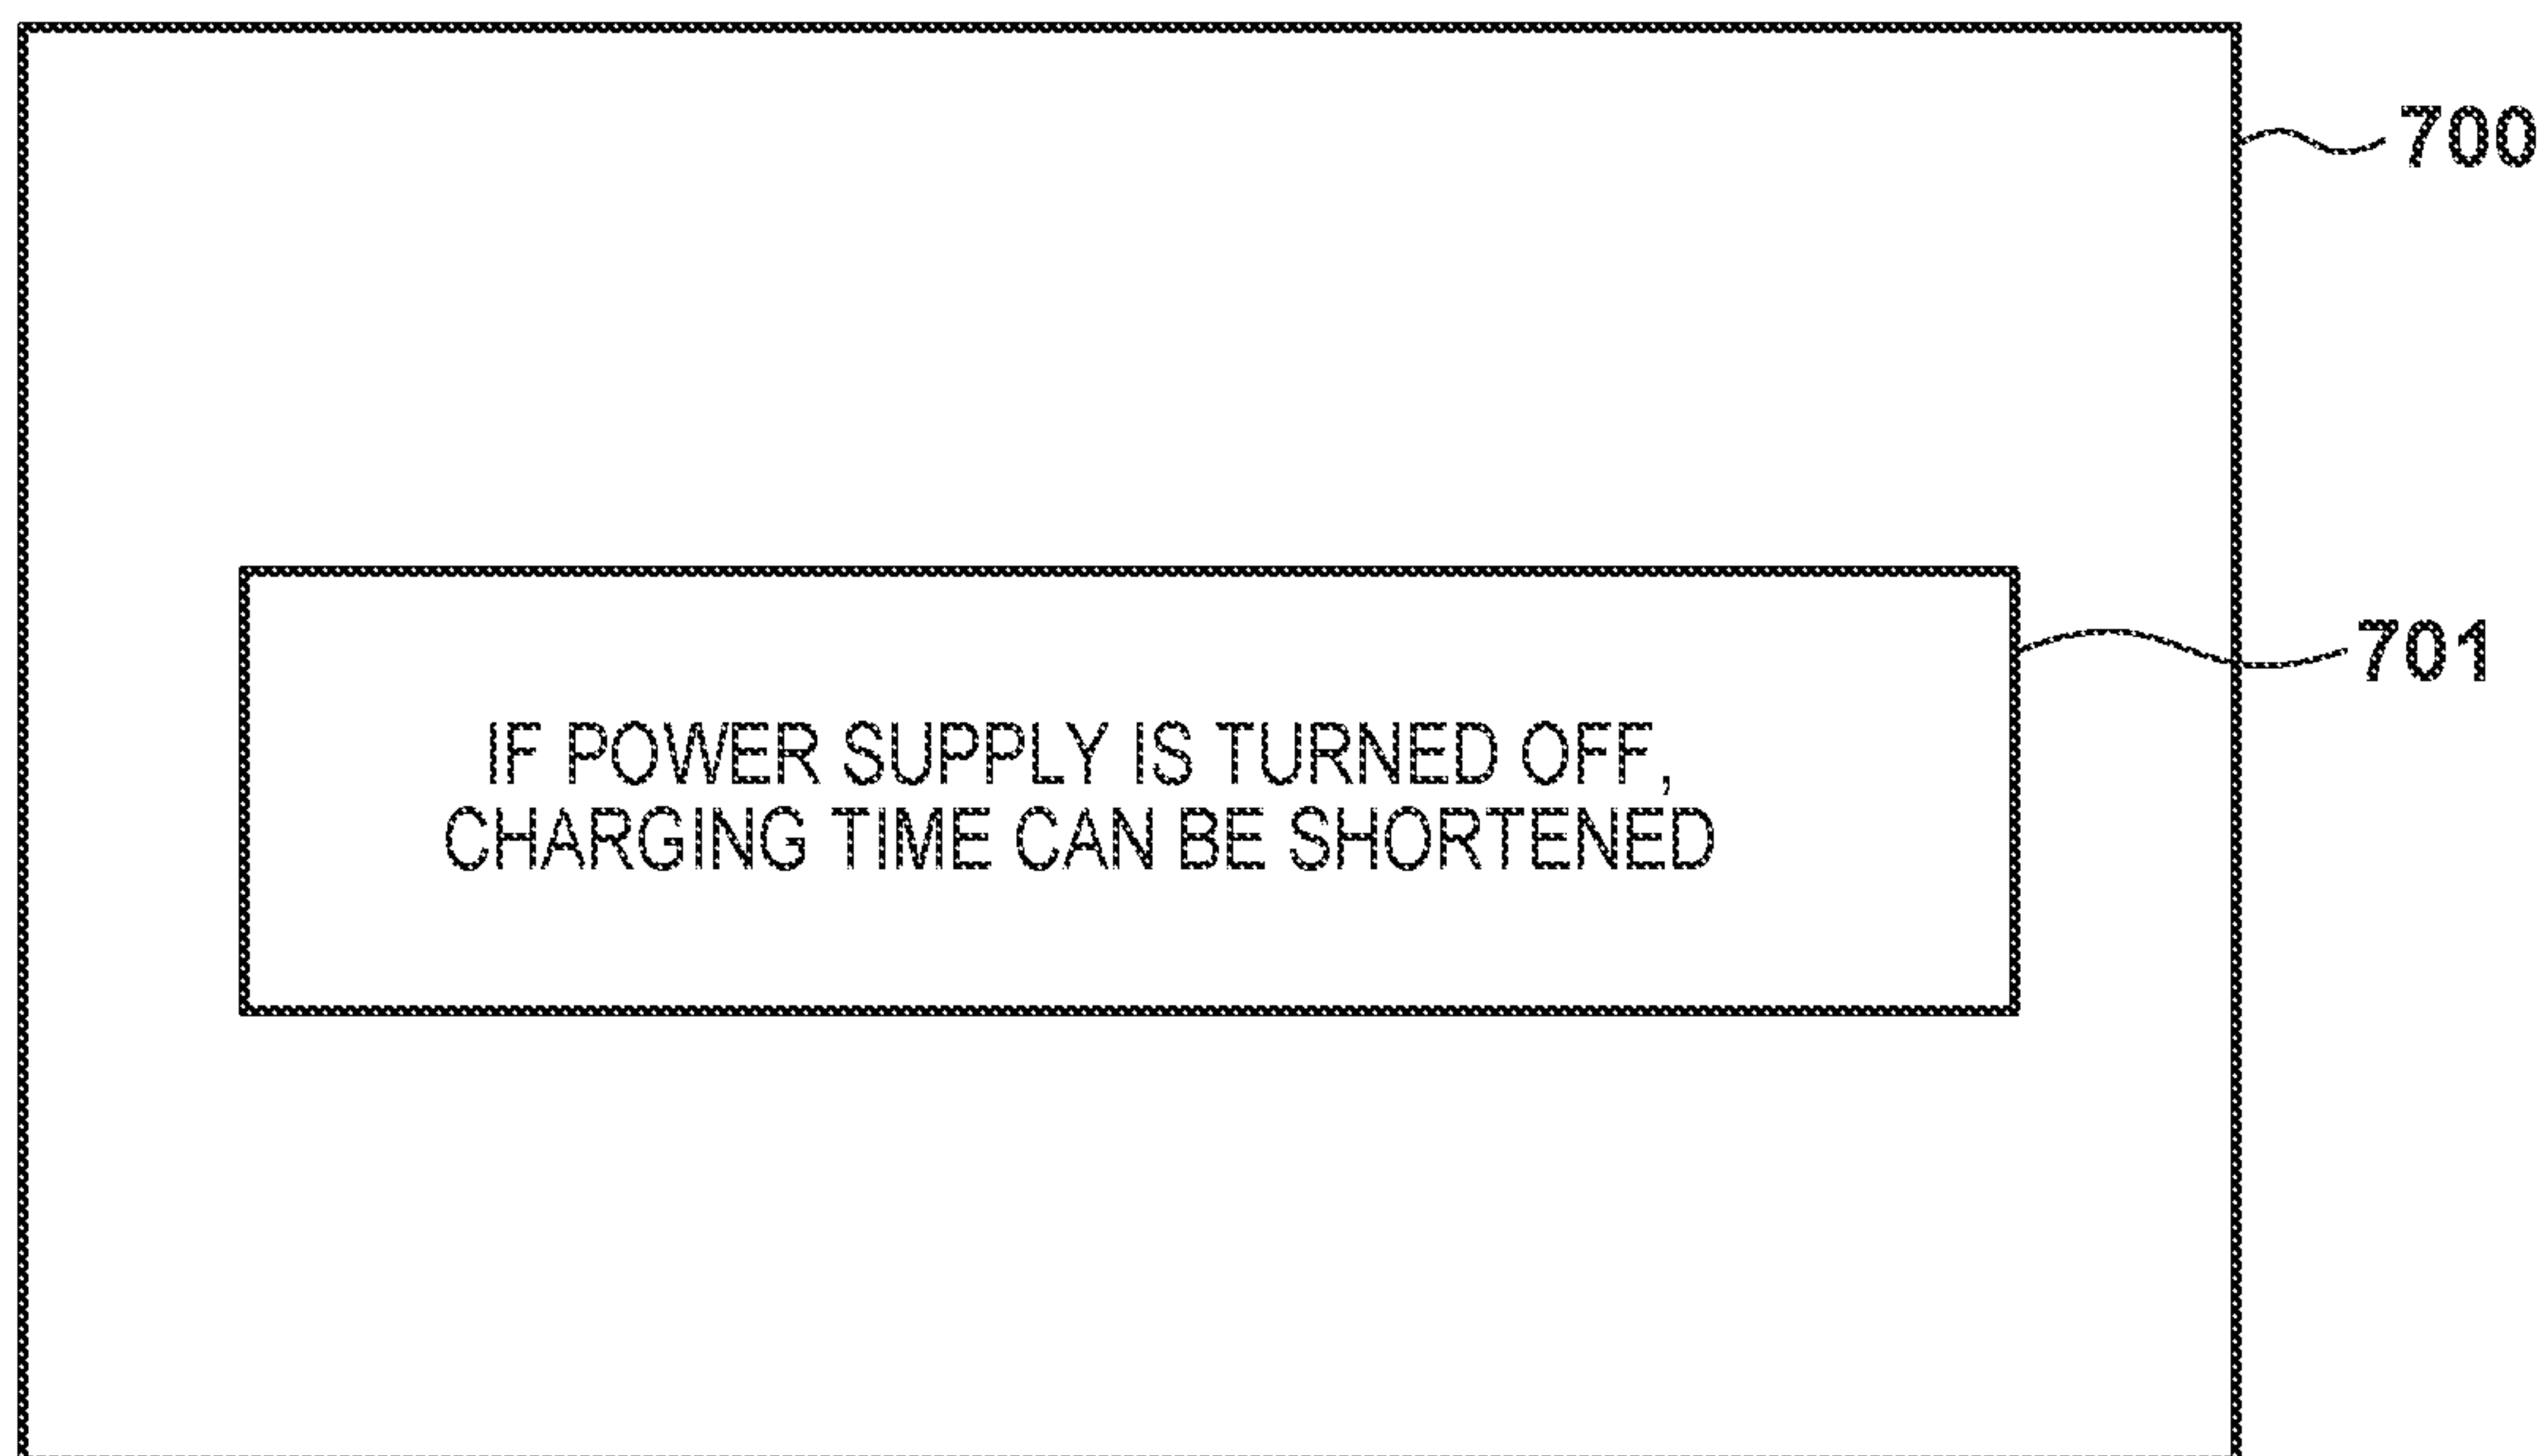 700
701
IF POWER SUPPLY IS TURNED OFF,
CHARGING TIME CAN BE SHORTENED